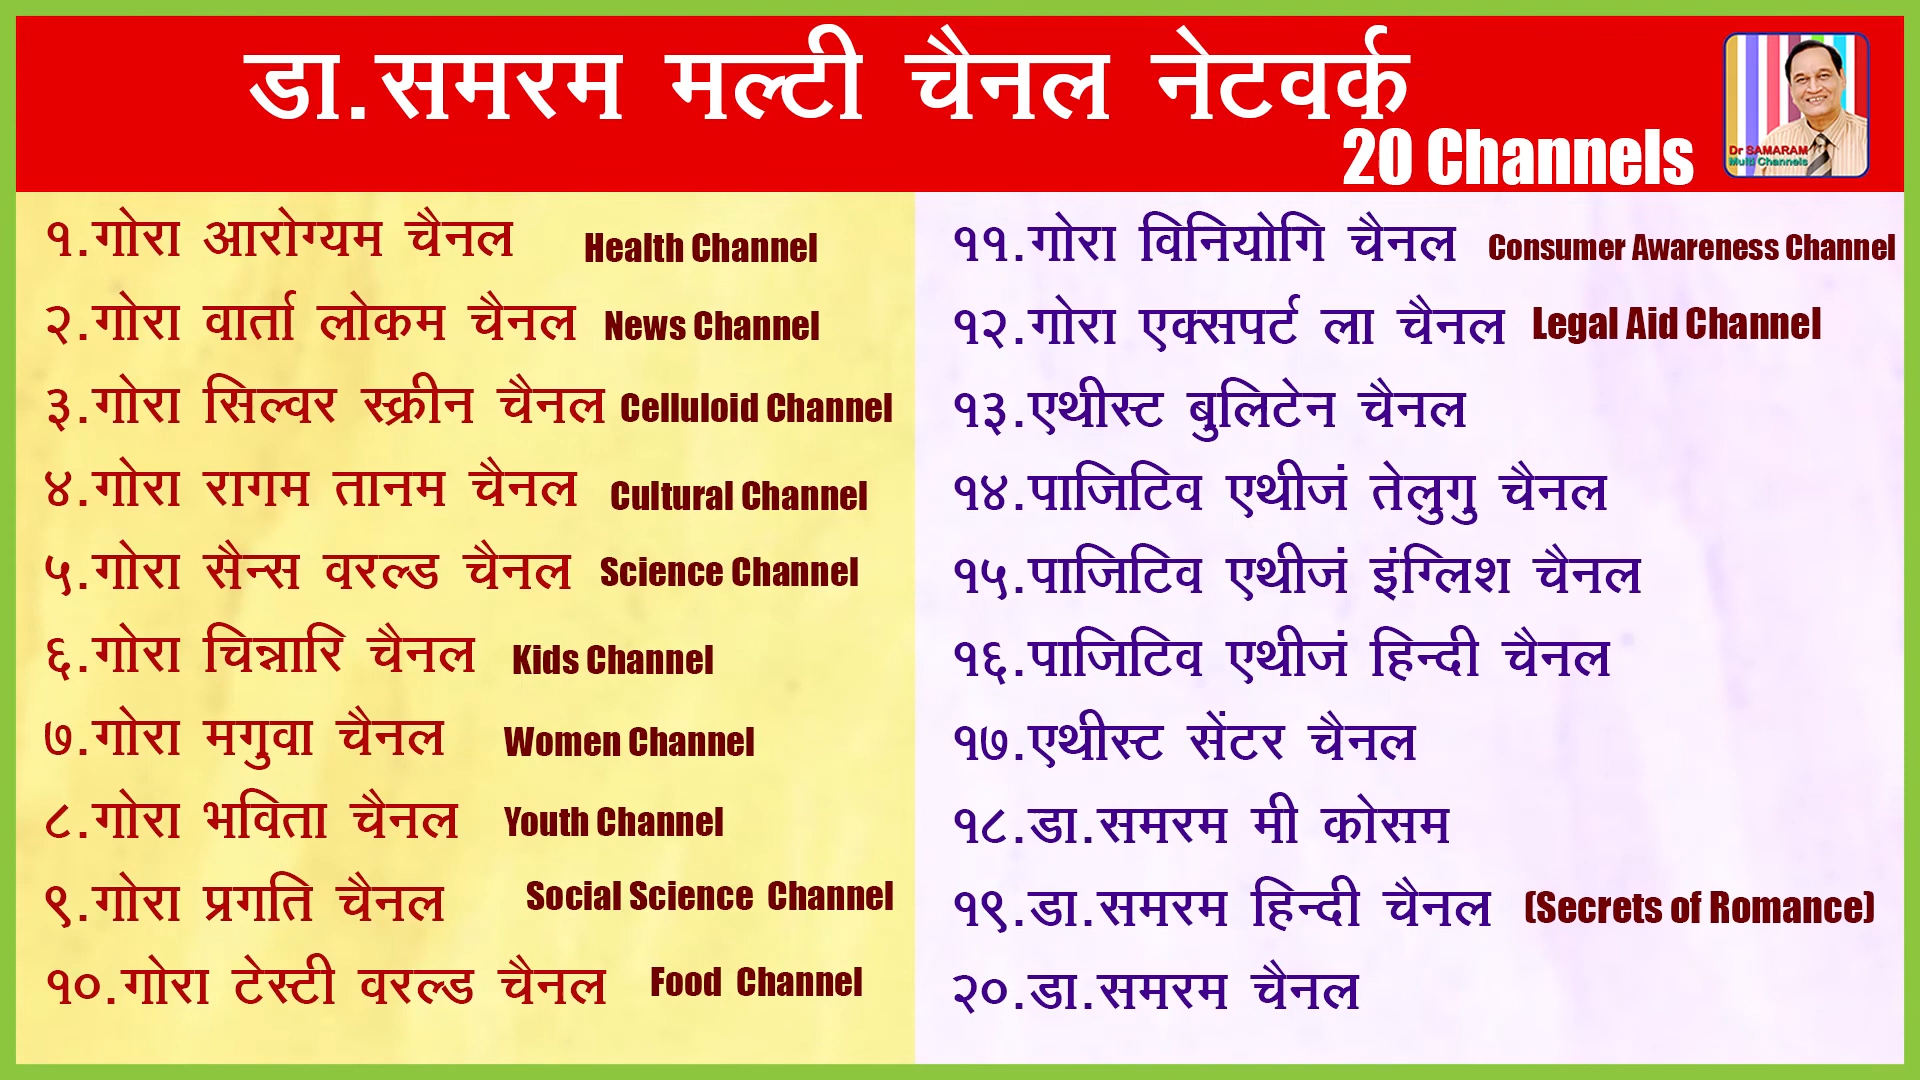 डा.समरम मल्टी चैनल नेटवर्क
20 Channels
Dr SAMARAM
Multi Channels
१.गोरा आरोग्यम चैनल Health Channel
२.गोरा वार्ता लोकम चैनल News Channel
३.गोरा सिल्वर स्क्रीन चैनल Celluloid Channel
४.गोरा रागम तानम चैनल Cultural Channel
५.गोरा सैन्स वरल्ड चैनल Science Channel
६.गोरा चिन्नारि चैनल Kids Channel
७.गोरा मगुवा चैनल Women Channel
८.गोरा भविता चैनल Youth Channel
९.गोरा प्रगति चैनल Social Science Channel
१०.गोरा टेस्टी वरल्ड चैनल Food Channel
११.गोरा विनियोगि चैनल Consumer Awareness Channel
१२.गोरा एक्सपर्ट ला चैनल Legal Aid Channel
१३.एथीस्ट बुलिटेन चैनल
१४.पाजिटिव एथीजं तेलुगु चैनल
१५.पाजिटिव एथीजं इंग्लिश चैनल
१६.पाजिटिव एथीजं हिन्दी चैनल
१७.एथीस्ट सेंटर चैनल
१८.डा.समरम मी कोसम
१९.डा.समरम हिन्दी चैनल (Secrets of Romance)
२०.डा.समरम चैनल